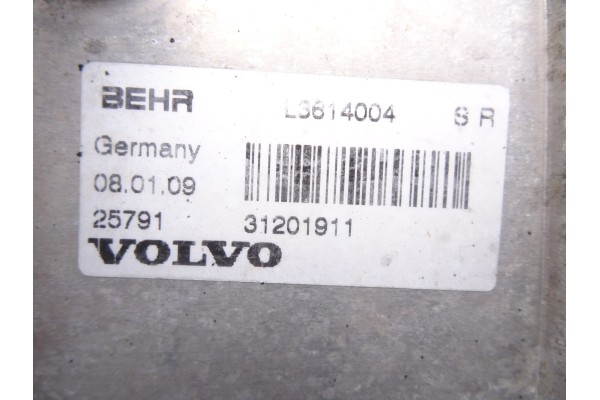 BEHR L3614004 S R
Germany
08.01.09
25791 31201911
VOLVO